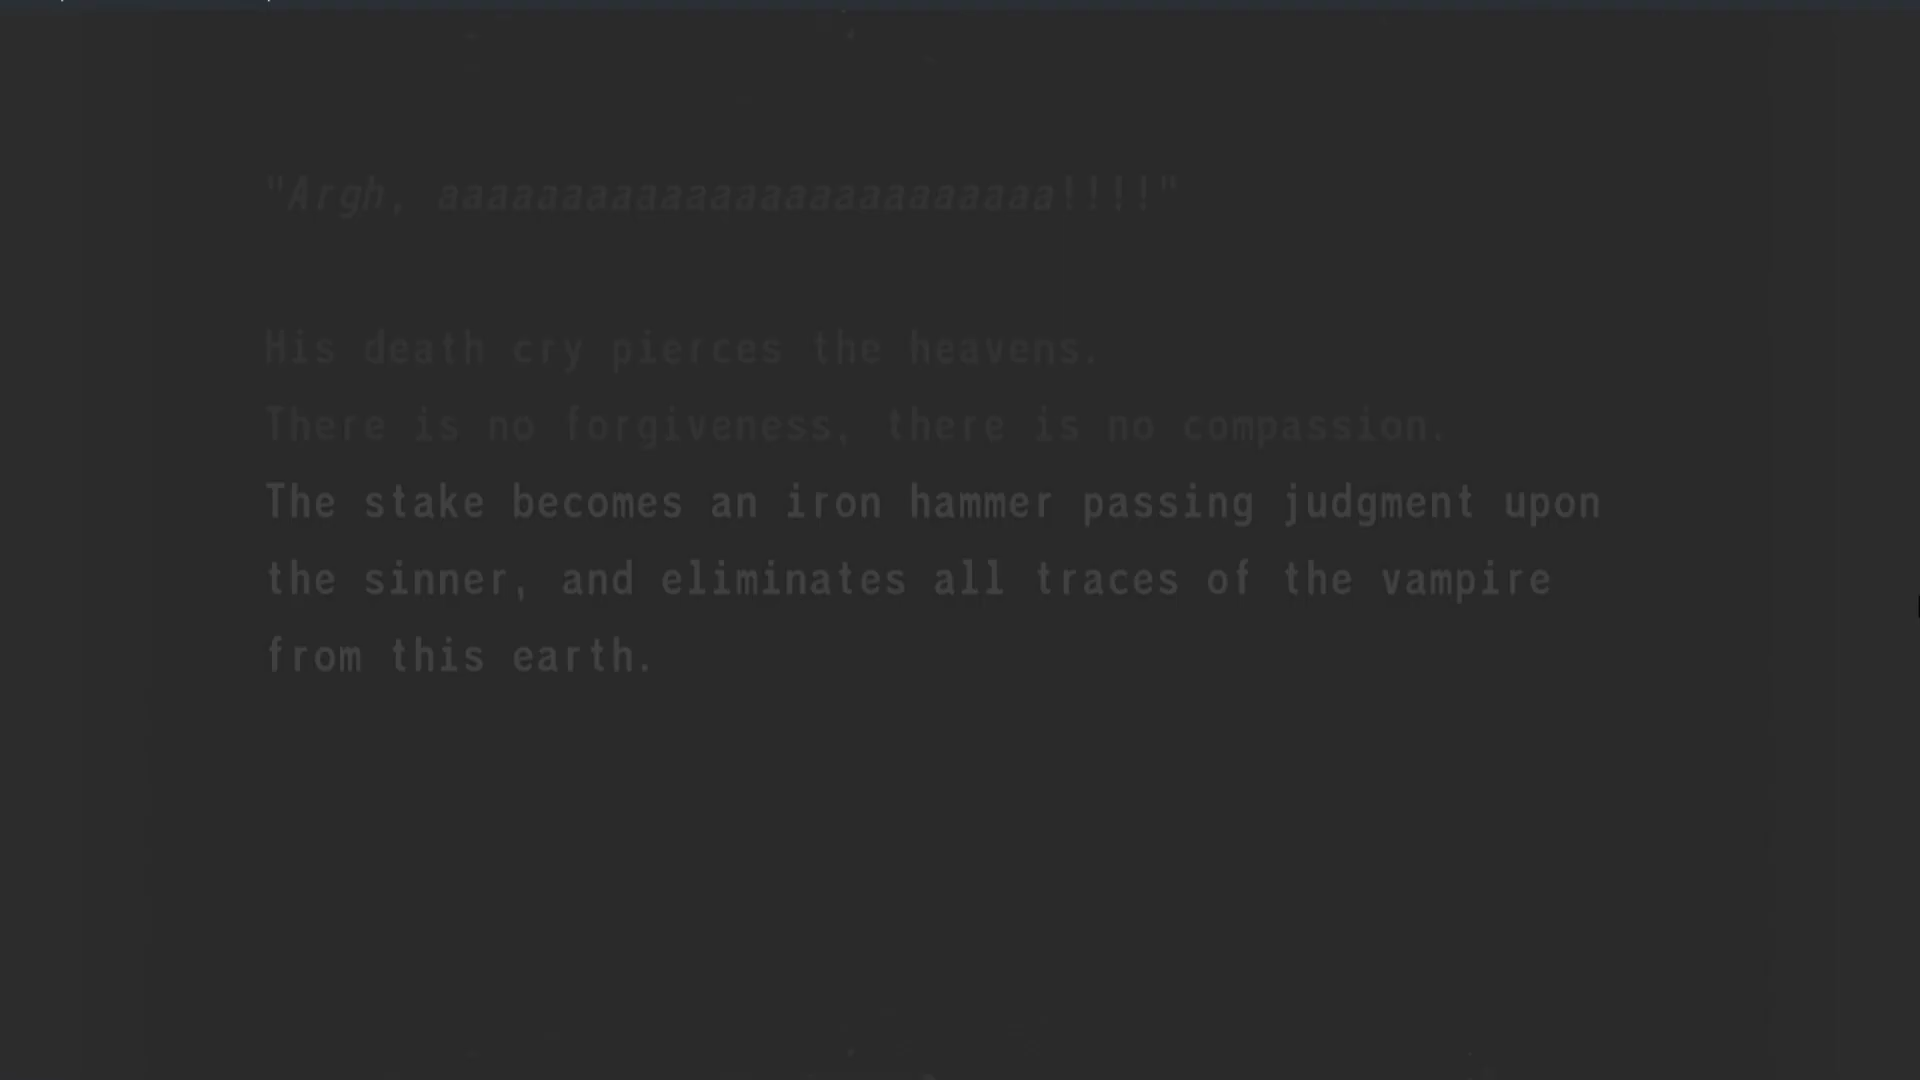 "Argh, aaaaaaaaaaaaaaaaaaaaaaaaa!!!!"
His death cry pierces the heavens.
There is no forgiveness, there is no compassion.
The stake becomes an iron hammer passing judgment upon
the sinner, and eliminates all traces of the vampire
from this earth.